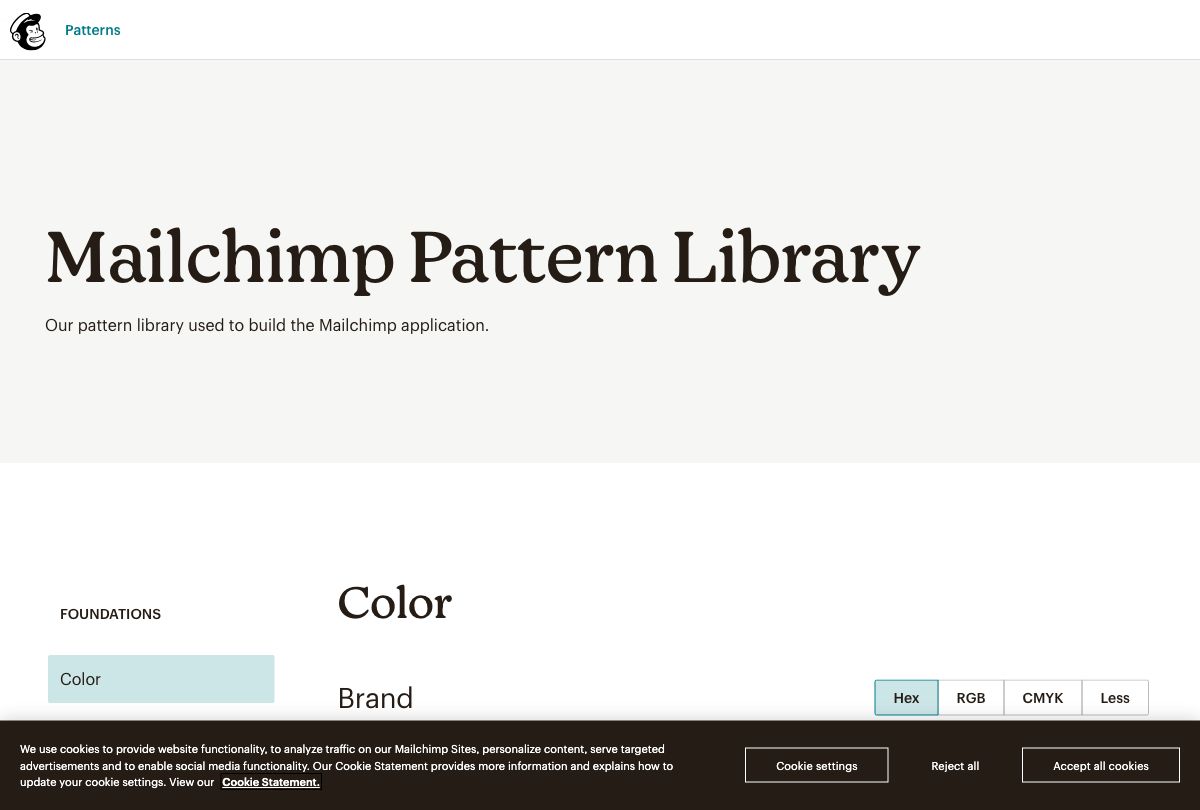 Patterns
Mailchimp Pattern Library
Our pattern library used to build the Mailchimp application.
FOUNDATIONS
Color
Color
Brand
Hex
RGB
CMYK
Less
We use cookies to provide website functionality, to analyze traffic on our Mailchimp Sites, personalize content, serve targeted
advertisements and to enable social media functionality. Our Cookie Statement provides more information and explains how to
update your cookie settings. View our Cookie Statement.
Cookie settings
Reject all
Accept all cookies